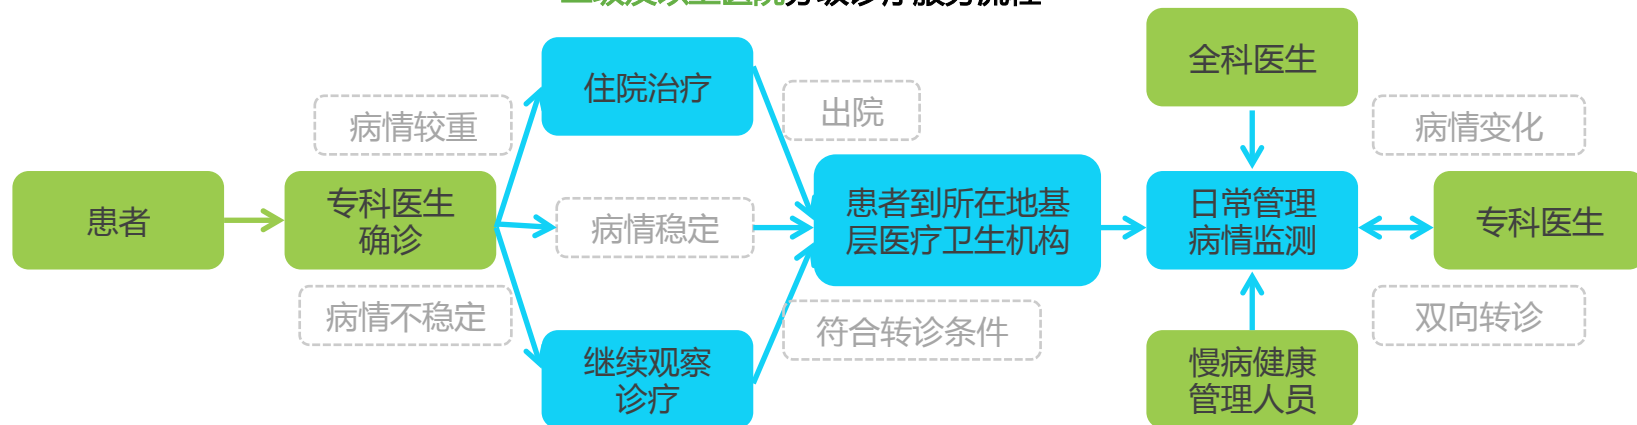 全科医生
住院治疗
出院
病情较重
病情变化
患者
专科医生
确诊
病情稳定
患者到所在地基
层医疗卫生机构
日常管理
病情监测
专科医生
病情不稳定
符合转诊条件
双向转诊
继续观察
诊疗
慢病健康
管理人员